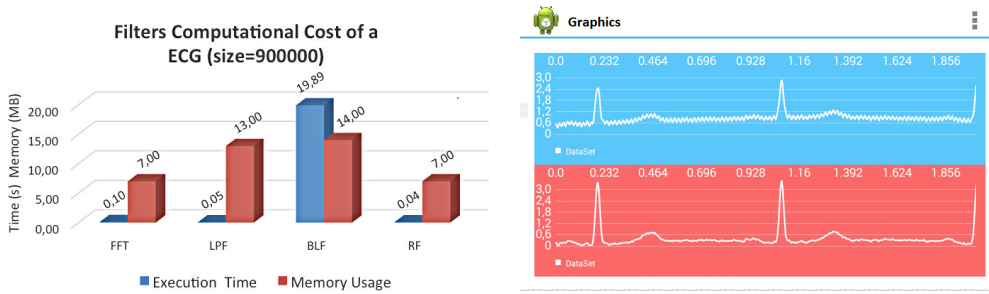 Filters Computational Cost of a
ECG (size=900000)
Time (s) Memory (MB)
20,00
15,00
10,00
5,00
0,00
0,10
7,00
0,05
13,00
19,89
14,00
0,04
7,00
FFT
LPF
BLF
RF
Execution Time
Memory Usage
Graphics
0.0 0.232 0.464 0.696 0.928 1.16 1.392 1.624 1.856
3,0
2,4
1,8
1,2
0,6
0
DataSet
0.0 0.232 0.464 0.696 0.928 1.16 1.392 1.624 1.856
3,0
2,4
1,8
1,2
0,6
0
DataSet